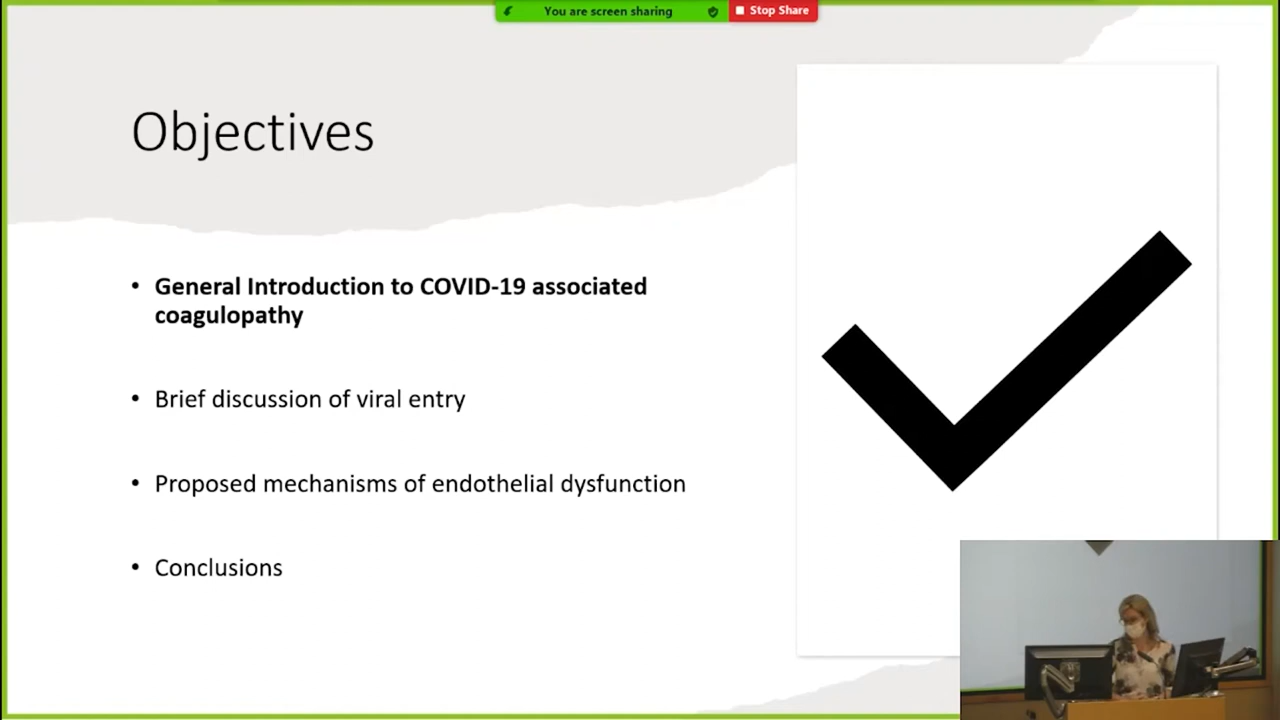 You are screen sharing
Stop Share
Objectives
• General Introduction to COVID-19 associated
coagulopathy
• Brief discussion of viral entry
• Proposed mechanisms of endothelial dysfunction
• Conclusions